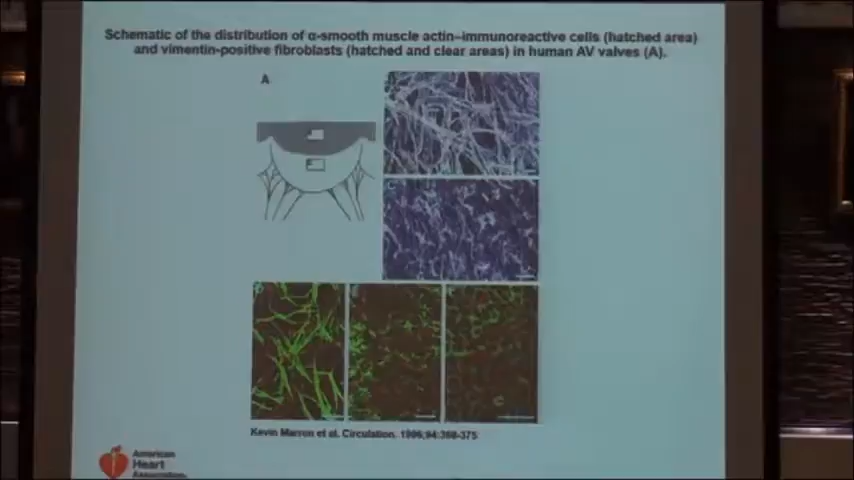 Schematic of the distribution of α-smooth muscle actin–immunoreactive cells (hatched area)
and vimentin-positive fibroblasts (hatched and clear areas) in human AV valves (A).
A
C
Kevin Marron et al. Circulation. 1996;94:368-375
American
Heart
Association